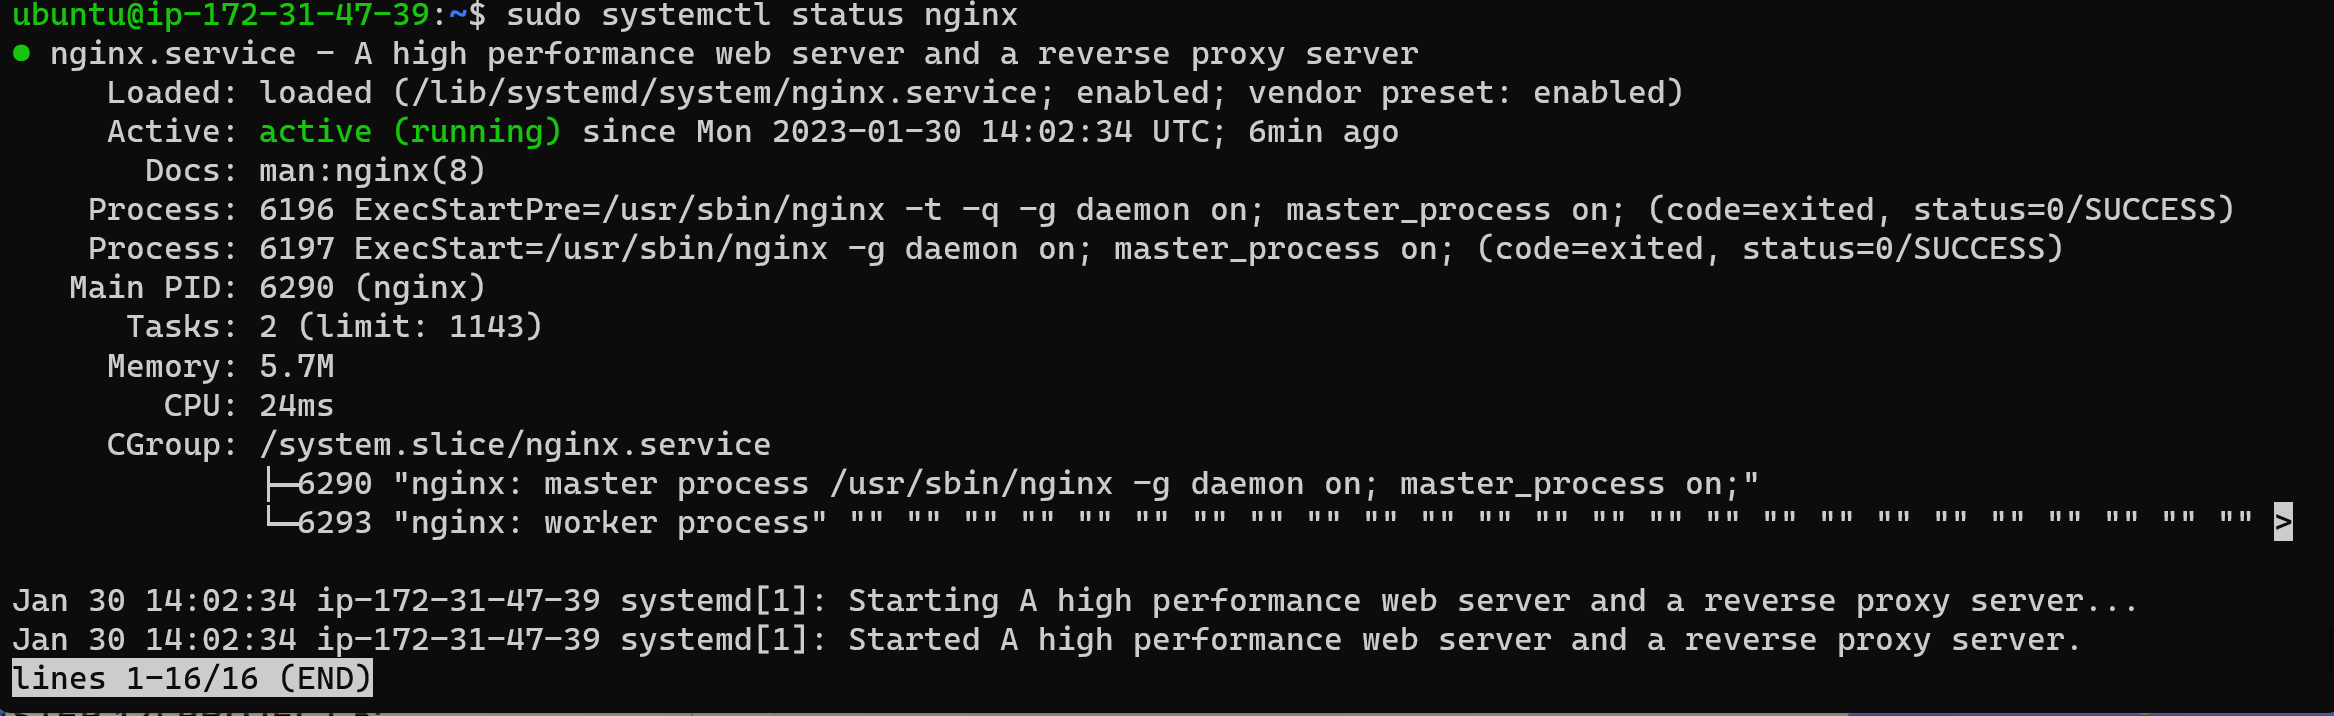 ubuntu@ip-172-31-47-39:~$ sudo systemctl status nginx
● nginx.service - A high performance web server and a reverse proxy server
     Loaded: loaded (/lib/systemd/system/nginx.service; enabled; vendor preset: enabled)
     Active: active (running) since Mon 2023-01-30 14:02:34 UTC; 6min ago
       Docs: man:nginx(8)
    Process: 6196 ExecStartPre=/usr/sbin/nginx -t -q -g daemon on; master_process on; (code=exited, status=0/SUCCESS)
    Process: 6197 ExecStart=/usr/sbin/nginx -g daemon on; master_process on; (code=exited, status=0/SUCCESS)
   Main PID: 6290 (nginx)
      Tasks: 2 (limit: 1143)
     Memory: 5.7M
        CPU: 24ms
     CGroup: /system.slice/nginx.service
             ├─6290 "nginx: master process /usr/sbin/nginx -g daemon on; master_process on;"
             └─6293 "nginx: worker process" "" "" "" "" "" "" "" "" "" "" "" "" "" "" "" "" "" "" "" "" "" "" "" "" "" >
Jan 30 14:02:34 ip-172-31-47-39 systemd[1]: Starting A high performance web server and a reverse proxy server...
Jan 30 14:02:34 ip-172-31-47-39 systemd[1]: Started A high performance web server and a reverse proxy server.
lines 1-16/16 (END)